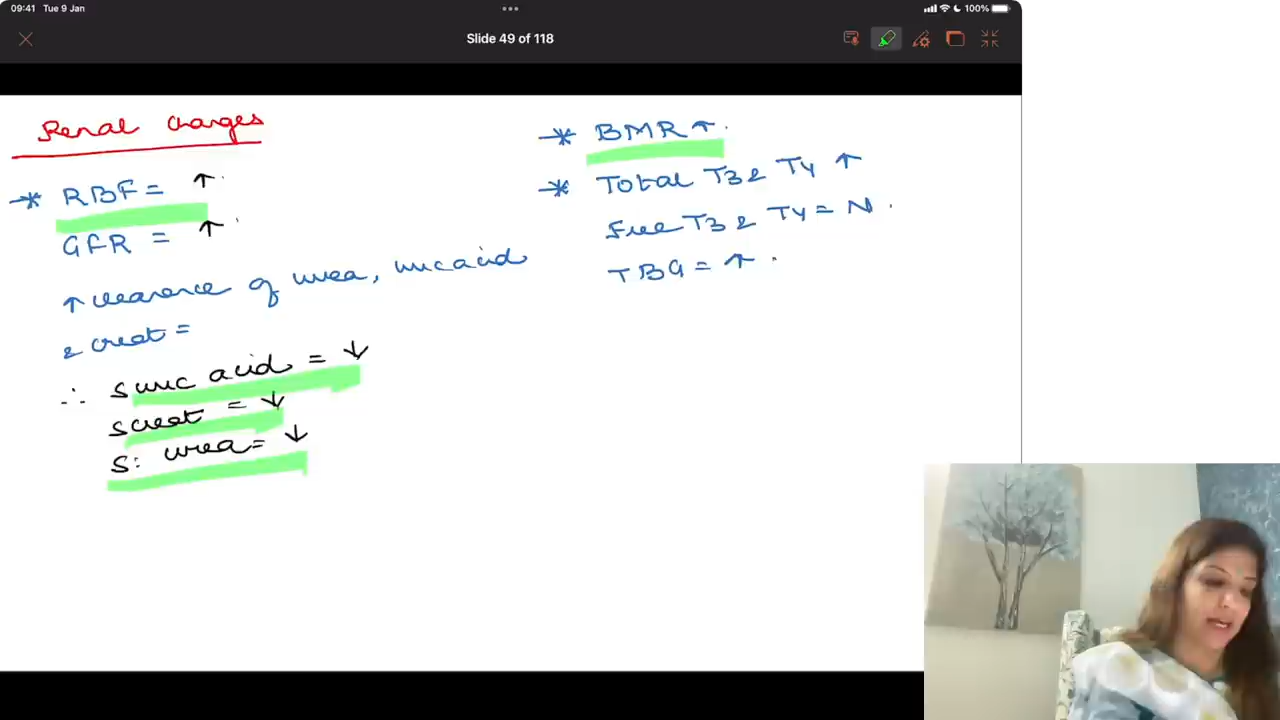 09:41 Tue 9 Jan
100%
Slide 49 of 118
Renal Changes
* RBF = ↑
GFR = ↑
↑ clearance of urea, uric acid
& creat =
∴ S uric acid = ↓
S creat = ↓
S: urea = ↓
* BMR ↑
* Total T3 & T4 ↑
Free T3 & T4 = N
TBG = ↑